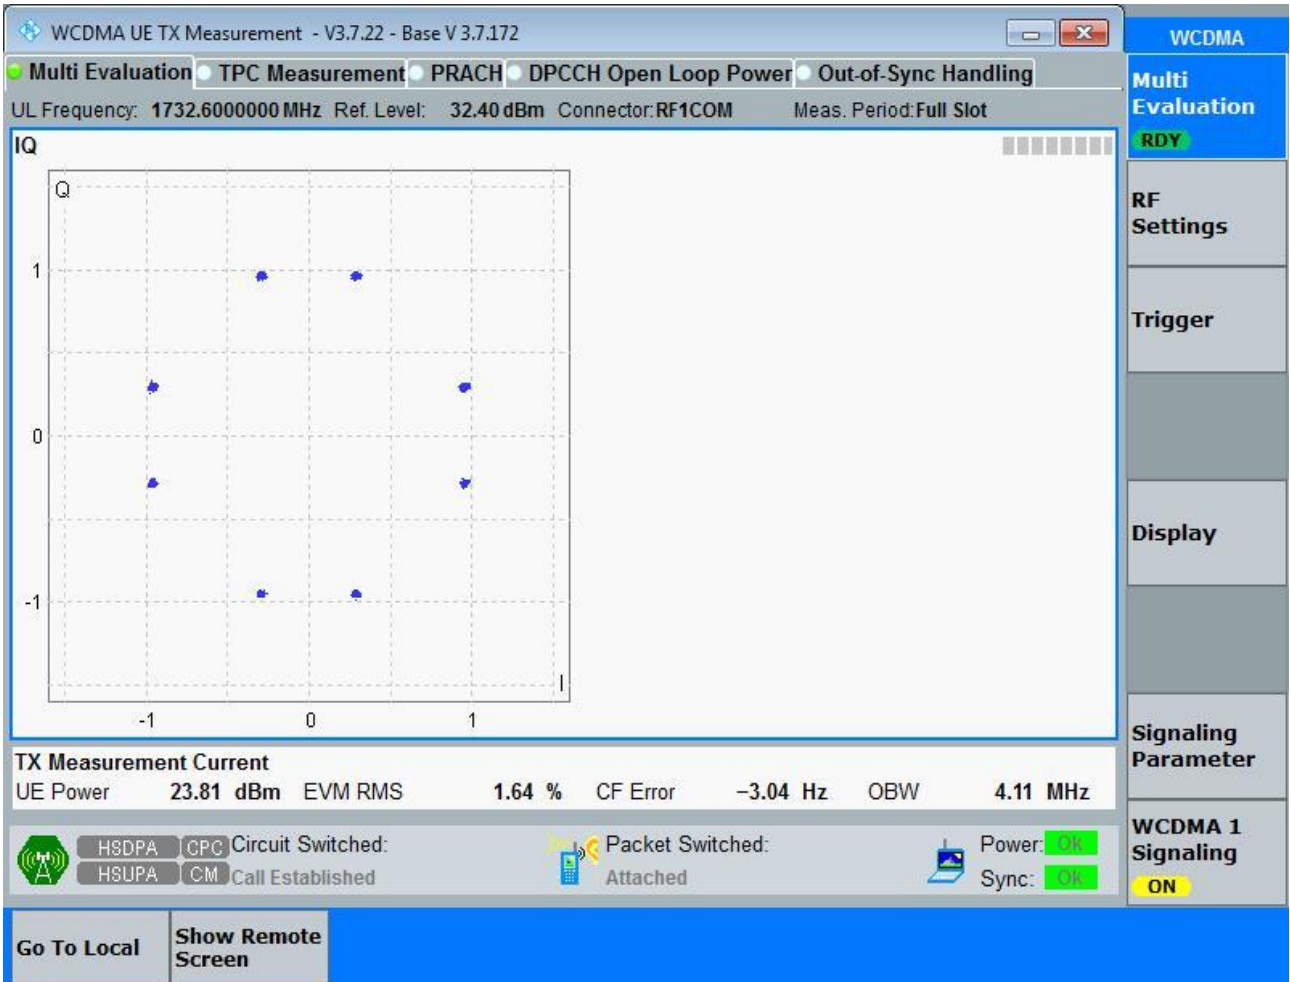 WCDMA UE TX Measurement - V3.7.22 - Base V 3.7.172
WCDMA
Multi Evaluation TPC Measurement PRACH DPCCH Open Loop Power Out-of-Sync Handling
Multi
Evaluation
RDY
UL Frequency: 1732.6000000 MHz Ref. Level: 32.40 dBm Connector: RF1COM Meas. Period: Full Slot
IQ
Q
1
0
-1
I
-1 0 1
RF
Settings
Trigger
Display
Signaling
Parameter
WCDMA 1
Signaling
ON
TX Measurement Current
UE Power 23.81 dBm EVM RMS 1.64 % CF Error −3.04 Hz OBW 4.11 MHz
HSDPA CPC Circuit Switched: Packet Switched: Power: Ok
HSUPA CM Call Established Attached Sync: Ok
Go To Local
Show Remote
Screen